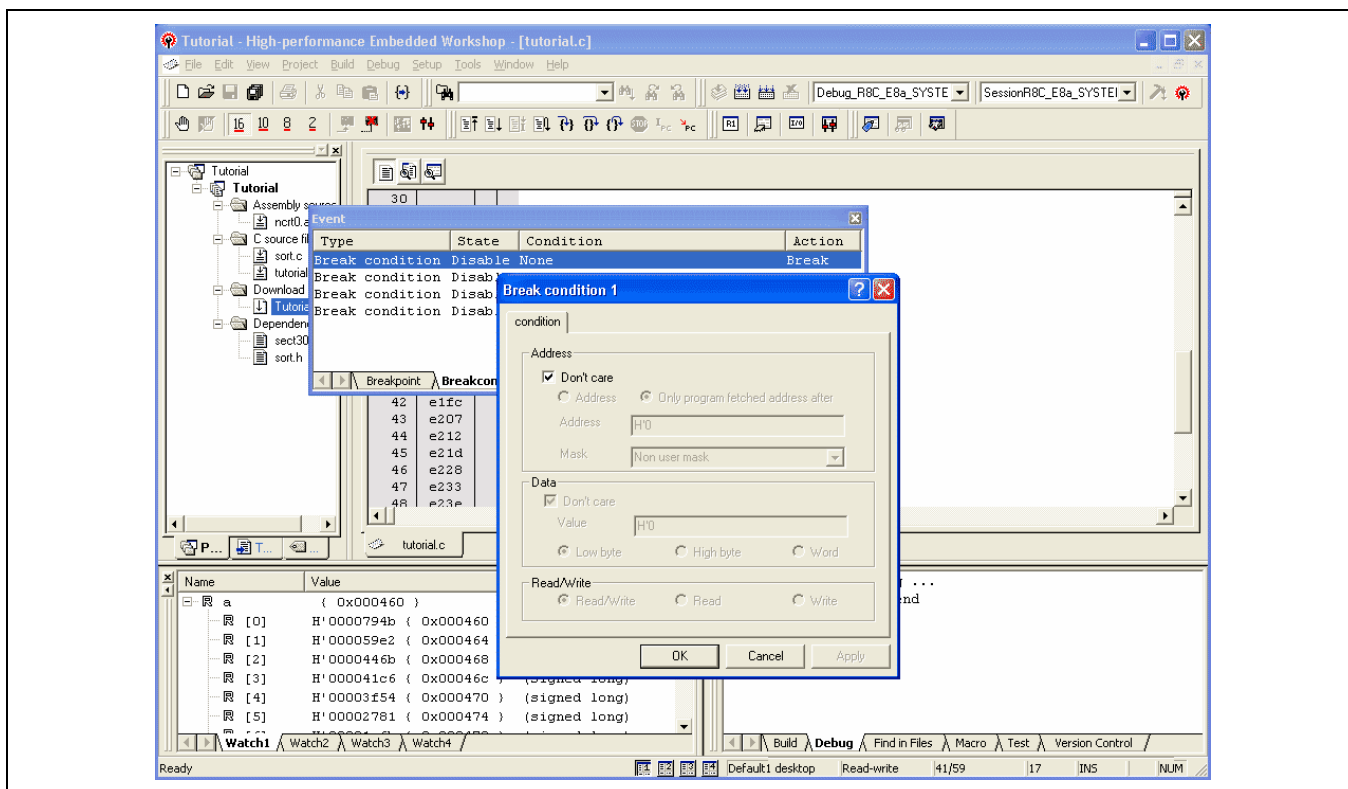 Tutorial - High-performance Embedded Workshop - [tutorial.c]
File Edit View Project Build Debug Setup Tools Window Help
Debug_R8C_E8a_SYSTE
SessionR8C_E8a_SYSTEI
16 10 8 2
Tutorial
Tutorial
Assembly
ncrt0.a
C source fil
sort.c
tutorial
Download
Tutoria
Dependen
sect30
sort.h
30
Event
Type State Condition Action
Break condition Disable None Break
Break condition Disab
Break condition Disab
Break condition Disab
Breakpoint Breakcon
42 e1fc
43 e207
44 e212
45 e21d
46 e228
47 e233
48 e23e
Break condition 1
condition
Address
Don't care
Address Only program fetched address after
Address H'0
Mask Non user mask
Data
Don't care
Value H'0
Low byte High byte Word
Read/Write
Read/Write Read Write
OK Cancel Apply
P... T... ...
tutorial.c
Name Value
a { 0x000460 }
[0] H'0000794b { 0x000460
[1] H'000059e2 { 0x000464
[2] H'0000446b { 0x000468
[3] H'000041c6 { 0x00046c } (signed long)
[4] H'00003f54 { 0x000470 } (signed long)
[5] H'00002781 { 0x000474 } (signed long)
Watch1 Watch2 Watch3 Watch4
...
end
Build Debug Find in Files Macro Test Version Control
Ready Default1 desktop Read-write 41/59 17 INS NUM